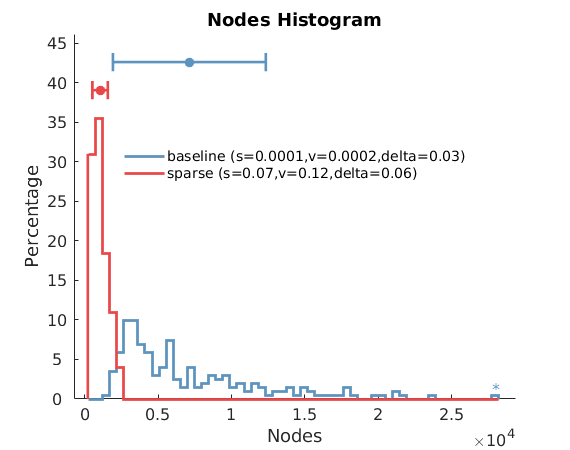 Nodes Histogram
45
40
35
30
25
20
15
10
5
0
Percentage
baseline (s=0.0001,v=0.0002,delta=0.03)
sparse (s=0.07,v=0.12,delta=0.06)
*
0 0.5 1 1.5 2 2.5
Nodes
×10^4